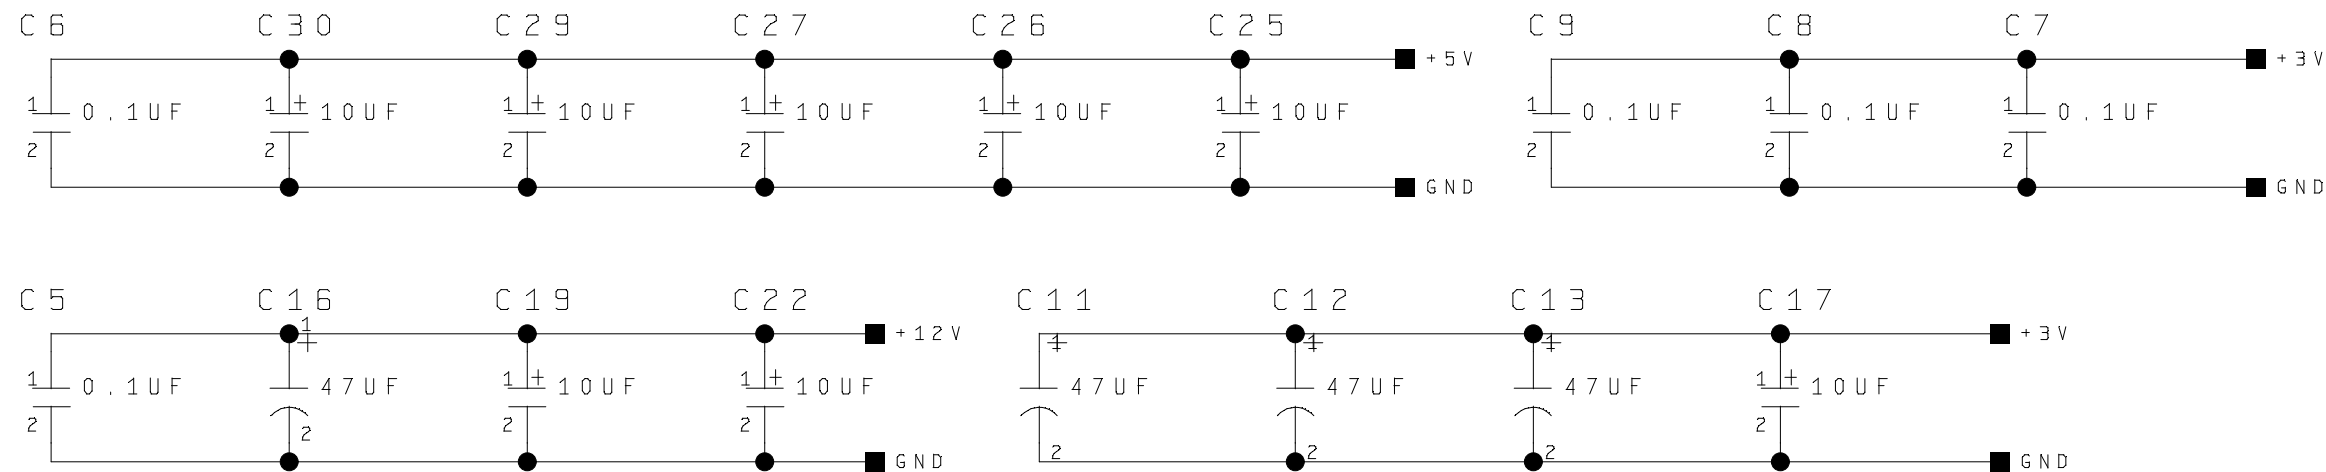 C6 C30 C29 C27 C26 C25 C9 C8 C7
+5V +3V
1 0.1UF 1 + 10UF 1 + 10UF 1 + 10UF 1 + 10UF 1 + 10UF 1 0.1UF 1 0.1UF 1 0.1UF
2 2 2 2 2 2 2 2 2
GND GND
C5 C16 C19 C22 C11 C12 C13 C17
1 + +12V 1 + 1 + 1 + +3V
1 0.1UF 47UF 1 + 10UF 1 + 10UF 47UF 47UF 47UF 1 + 10UF
2 2 2 2 2
2 2 2
GND GND